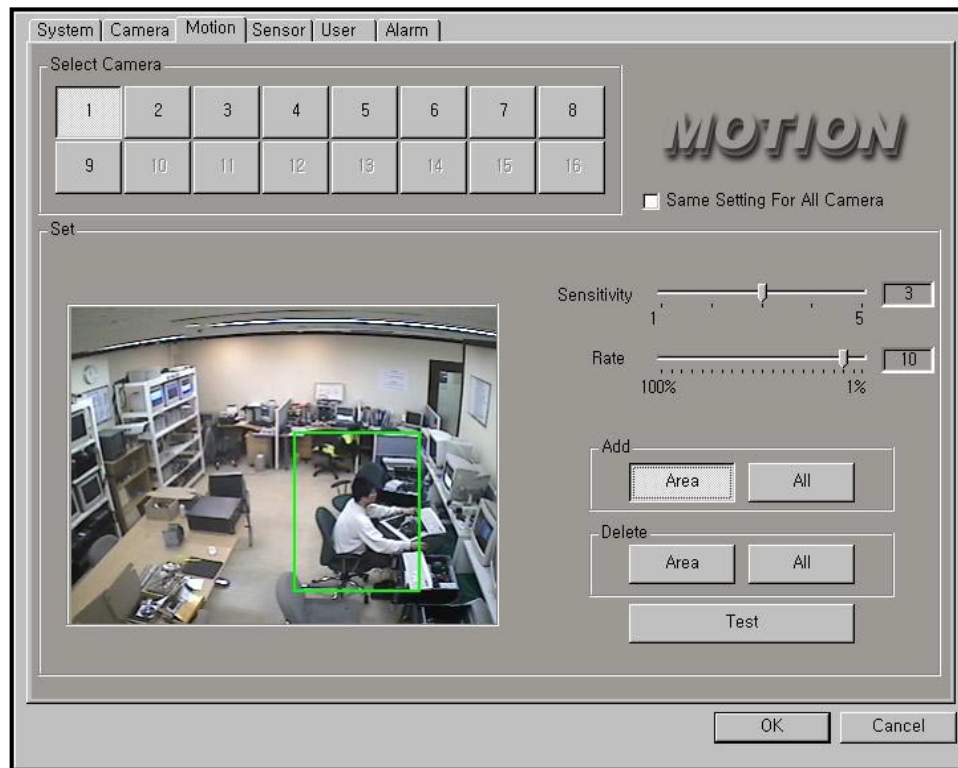 System Camera Motion Sensor User Alarm
Select Camera
1 2 3 4 5 6 7 8
9 10 11 12 13 14 15 16
MOTION
Same Setting For All Camera
Set
Sensitivity 3
1 5
Rate 10
100% 1%
Add
Area All
Delete
Area All
Test
OK Cancel